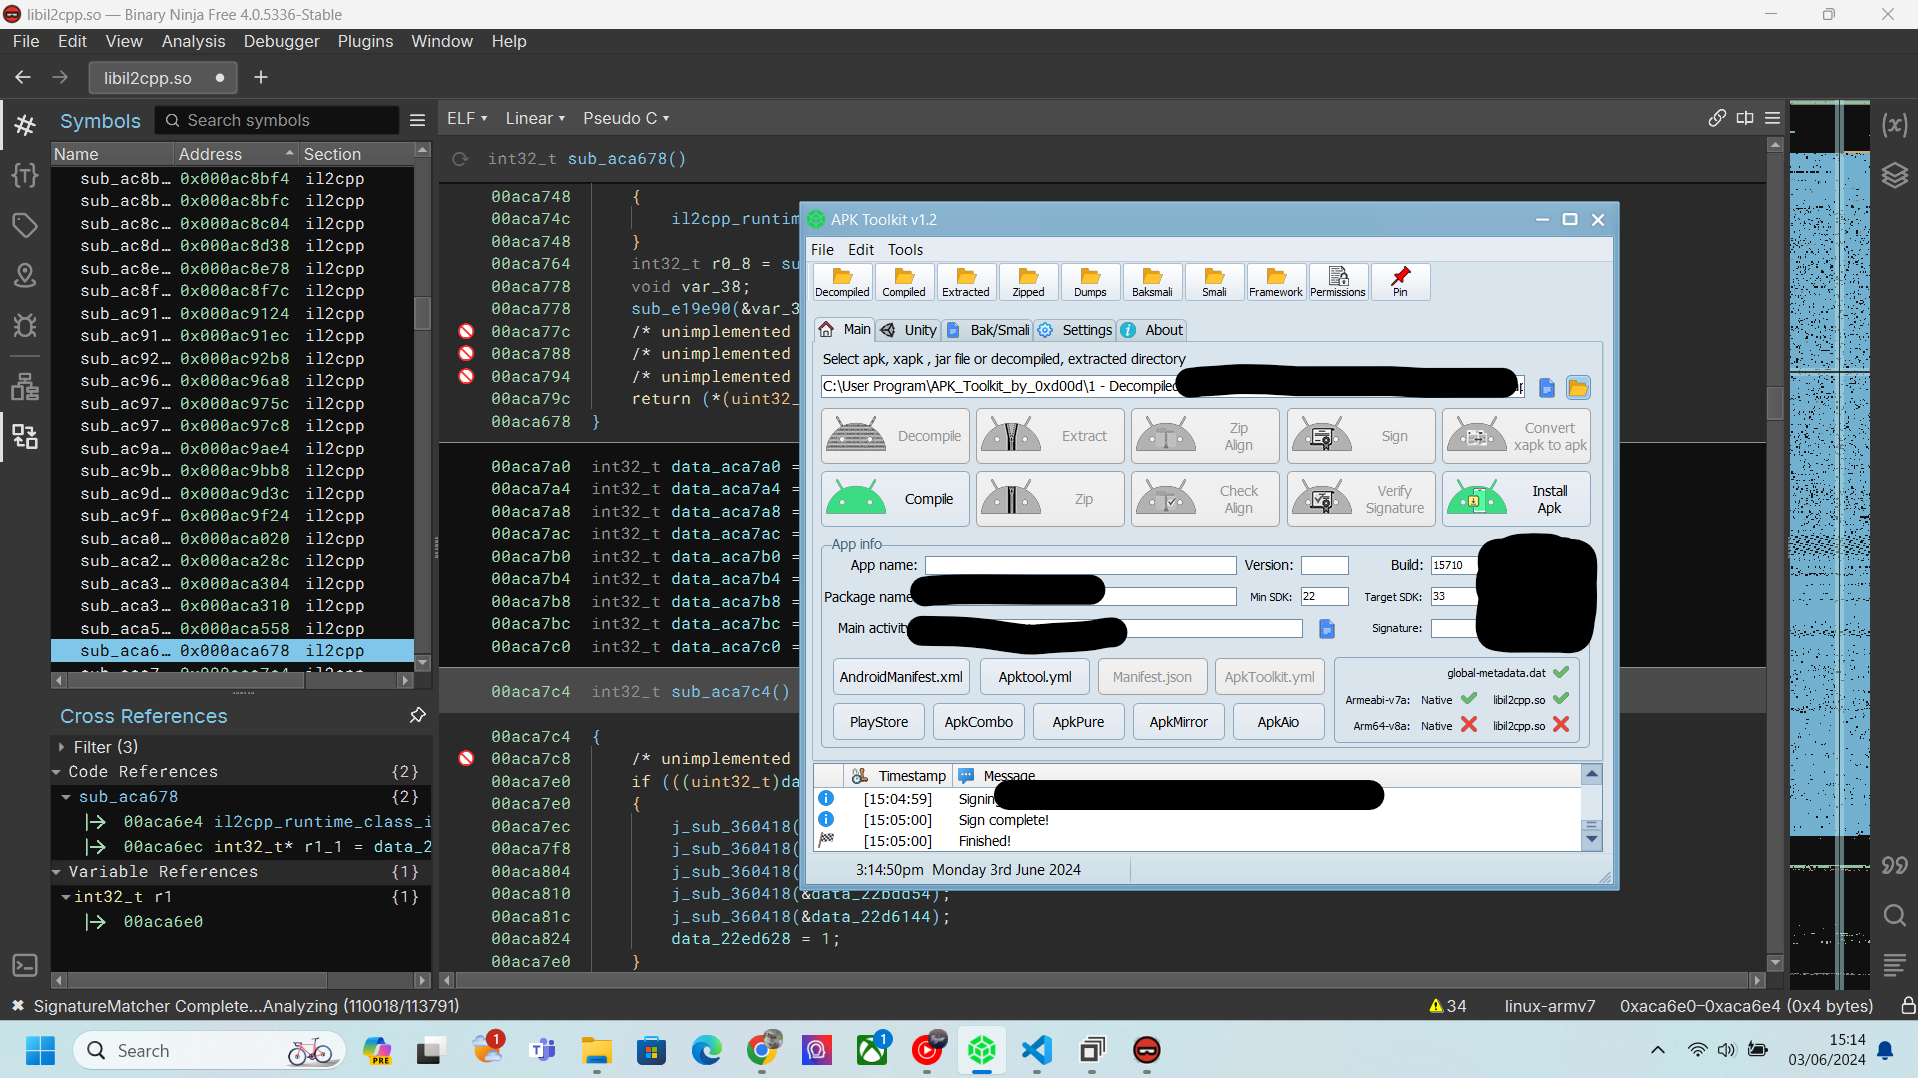 libil2cpp.so — Binary Ninja Free 4.0.5336-Stable
File Edit View Analysis Debugger Plugins Window Help
libil2cpp.so
Symbols Search symbols
Name Address Section
sub_ac8b… 0x000ac8bf4 il2cpp
sub_ac8b… 0x000ac8bfc il2cpp
sub_ac8c… 0x000ac8c04 il2cpp
sub_ac8d… 0x000ac8d38 il2cpp
sub_ac8e… 0x000ac8e78 il2cpp
sub_ac8f… 0x000ac8f7c il2cpp
sub_ac91… 0x000ac9124 il2cpp
sub_ac91… 0x000ac91ec il2cpp
sub_ac92… 0x000ac92b8 il2cpp
sub_ac96… 0x000ac96a8 il2cpp
sub_ac97… 0x000ac975c il2cpp
sub_ac97… 0x000ac97c8 il2cpp
sub_ac9a… 0x000ac9ae4 il2cpp
sub_ac9b… 0x000ac9bb8 il2cpp
sub_ac9d… 0x000ac9d3c il2cpp
sub_ac9f… 0x000ac9f24 il2cpp
sub_aca0… 0x000aca020 il2cpp
sub_aca2… 0x000aca28c il2cpp
sub_aca3… 0x000aca304 il2cpp
sub_aca3… 0x000aca310 il2cpp
sub_aca5… 0x000aca558 il2cpp
sub_aca6… 0x000aca678 il2cpp
Cross References
Filter (3)
Code References {2}
sub_aca678 {2}
00aca6e4 il2cpp_runtime_class_i
00aca6ec int32_t* r1_1 = data_2
Variable References {1}
int32_t r1 {1}
00aca6e0
ELF Linear Pseudo C
int32_t sub_aca678()
00aca748 {
00aca74c il2cpp_runtim
00aca748 }
00aca764 int32_t r0_8 = su
00aca778 void var_38;
00aca778 sub_e19e90(&var_3
00aca77c /* unimplemented
00aca788 /* unimplemented
00aca794 /* unimplemented
00aca79c return (*(uint32_
00aca678 }
00aca7a0 int32_t data_aca7a0 =
00aca7a4 int32_t data_aca7a4 =
00aca7a8 int32_t data_aca7a8 =
00aca7ac int32_t data_aca7ac =
00aca7b0 int32_t data_aca7b0 =
00aca7b4 int32_t data_aca7b4 =
00aca7b8 int32_t data_aca7b8 =
00aca7bc int32_t data_aca7bc =
00aca7c0 int32_t data_aca7c0 =
00aca7c4 int32_t sub_aca7c4()
00aca7c4 {
00aca7c8 /* unimplemented
00aca7e0 if (((uint32_t)da
00aca7e0 {
00aca7ec j_sub_360418(
00aca7f8 j_sub_360418(
00aca804 j_sub_360418(
00aca810 j_sub_360418(&data_22bdd54);
00aca81c j_sub_360418(&data_22d6144);
00aca824 data_22ed628 = 1;
00aca7e0 }
APK Toolkit v1.2
File Edit Tools
Decompiled Compiled Extracted Zipped Dumps Baksmali Smali Framework Permissions Pin
Main Unity Bak/Smali Settings About
Select apk, xapk , jar file or decompiled, extracted directory
C:\User Program\APK_Toolkit_by_0xd00d\1 - Decompiled
Decompile Extract Zip Align Sign Convert xapk to apk
Compile Zip Check Align Verify Signature Install Apk
App info
App name: Version: Build: 15710
Package name Min SDK: 22 Target SDK: 33
Main activity Signature:
AndroidManifest.xml Apktool.yml Manifest.json ApkToolkit.yml
PlayStore ApkCombo ApkPure ApkMirror ApkAio
global-metadata.dat
Armeabi-v7a: Native libil2cpp.so
Arm64-v8a: Native libil2cpp.so
Timestamp Message
[15:04:59] Signing
[15:05:00] Sign complete!
[15:05:00] Finished!
3:14:50pm Monday 3rd June 2024
SignatureMatcher Complete...Analyzing (110018/113791) 34 linux-armv7 0xaca6e0–0xaca6e4 (0x4 bytes)
Search PRE 1 1 15:14
03/06/2024